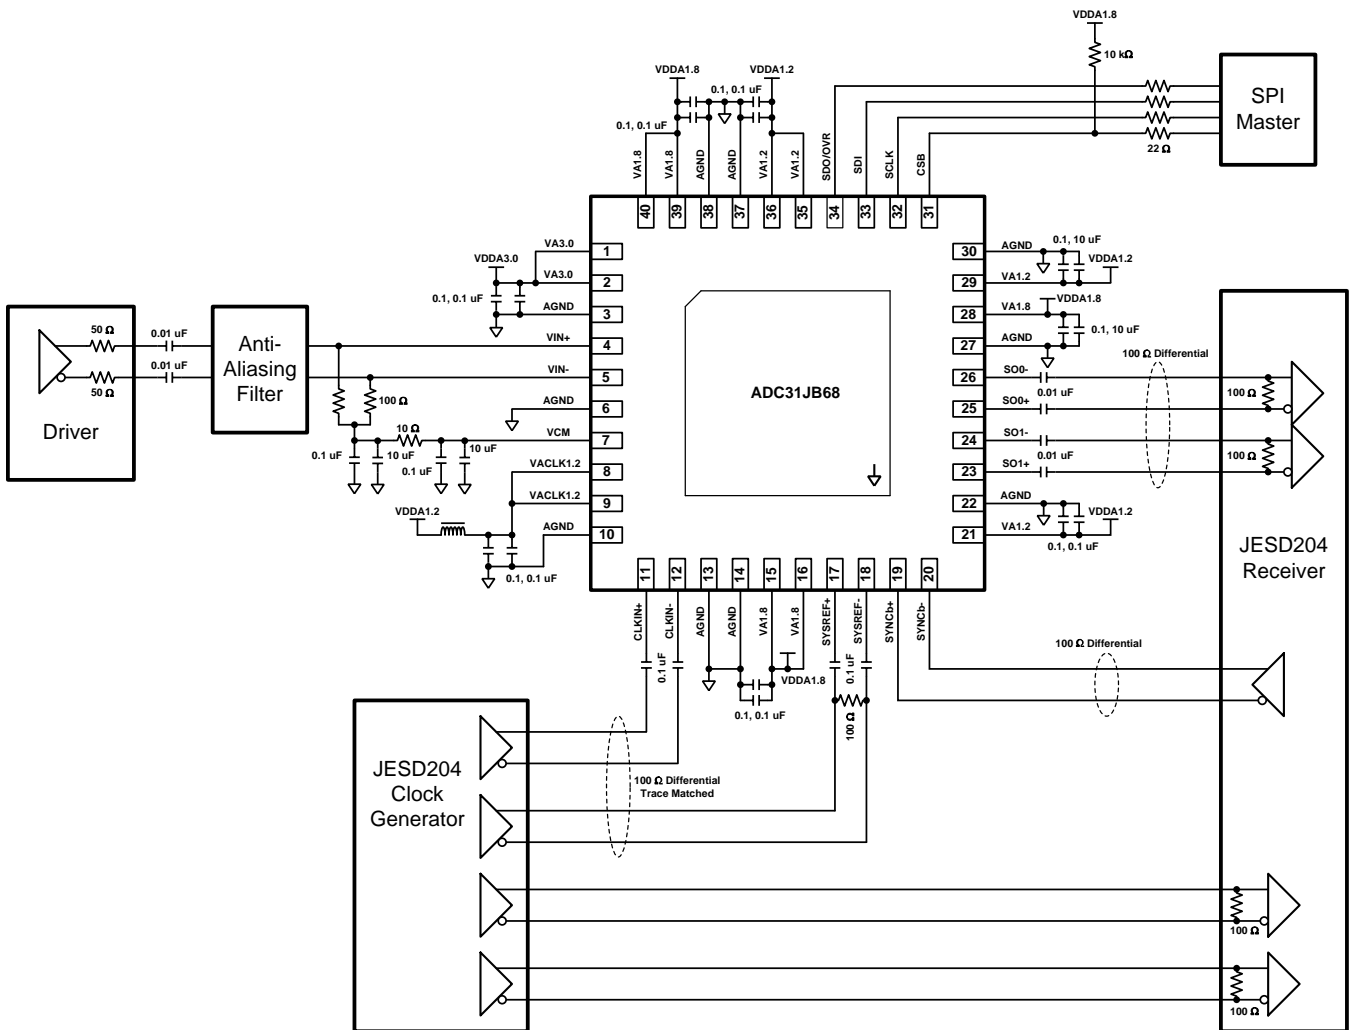 VDDA1.8
10 kΩ
SPI
Master
22 Ω
VDDA1.8
VDDA1.2
0.1, 0.1 uF
0.1, 0.1 uF
VA1.8
VA1.8
AGND
AGND
VA1.2
VA1.2
SDO/OVR
SDI
SCLK
CSB
40
39
38
37
36
35
34
33
32
31
VDDA3.0
0.1, 0.1 uF
VA3.0
VA3.0
AGND
VIN+
VIN-
AGND
VCM
VACLK1.2
VACLK1.2
AGND
1
2
3
4
5
6
7
8
9
10
50 Ω
0.01 uF
0.01 uF
50 Ω
Driver
Anti-
Aliasing
Filter
100 Ω
10 Ω
0.1 uF
10 uF
0.1 uF
10 uF
VDDA1.2
0.1, 0.1 uF
ADC31JB68
30
29
28
27
26
25
24
23
22
21
AGND
VA1.2
VA1.8
AGND
SO0-
SO0+
SO1-
SO1+
AGND
VA1.2
0.1, 10 uF
VDDA1.2
VDDA1.8
0.1, 10 uF
100 Ω Differential
0.01 uF
0.01 uF
VDDA1.2
0.1, 0.1 uF
100 Ω
100 Ω
JESD204
Receiver
11
12
13
14
15
16
17
18
19
20
CLKIN+
CLKIN-
AGND
AGND
VA1.8
VA1.8
SYSREF+
SYSREF-
SYNCb+
SYNCb-
0.1 uF
VDDA1.8
0.1, 0.1 uF
0.1 uF
100 Ω
100 Ω Differential
JESD204
Clock
Generator
100 Ω Differential
Trace Matched
100 Ω
100 Ω